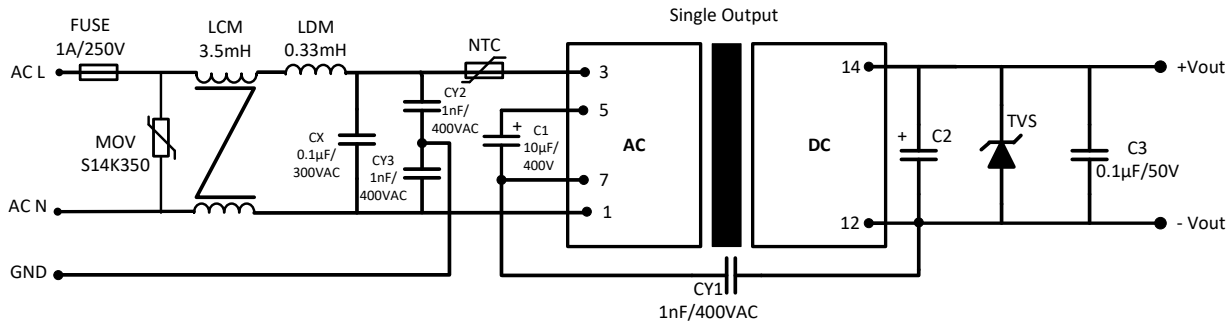 Single Output
FUSE
1A/250V
LCM
3.5mH
LDM
0.33mH
NTC
AC L
MOV
S14K350
CX
0.1µF/
300VAC
CY2
1nF/
400VAC
CY3
1nF/
400VAC
+
C1
10µF/
400V
3
5
7
1
AC
DC
14
12
+
C2
TVS
C3
0.1µF/50V
+Vout
- Vout
AC N
GND
CY1
1nF/400VAC